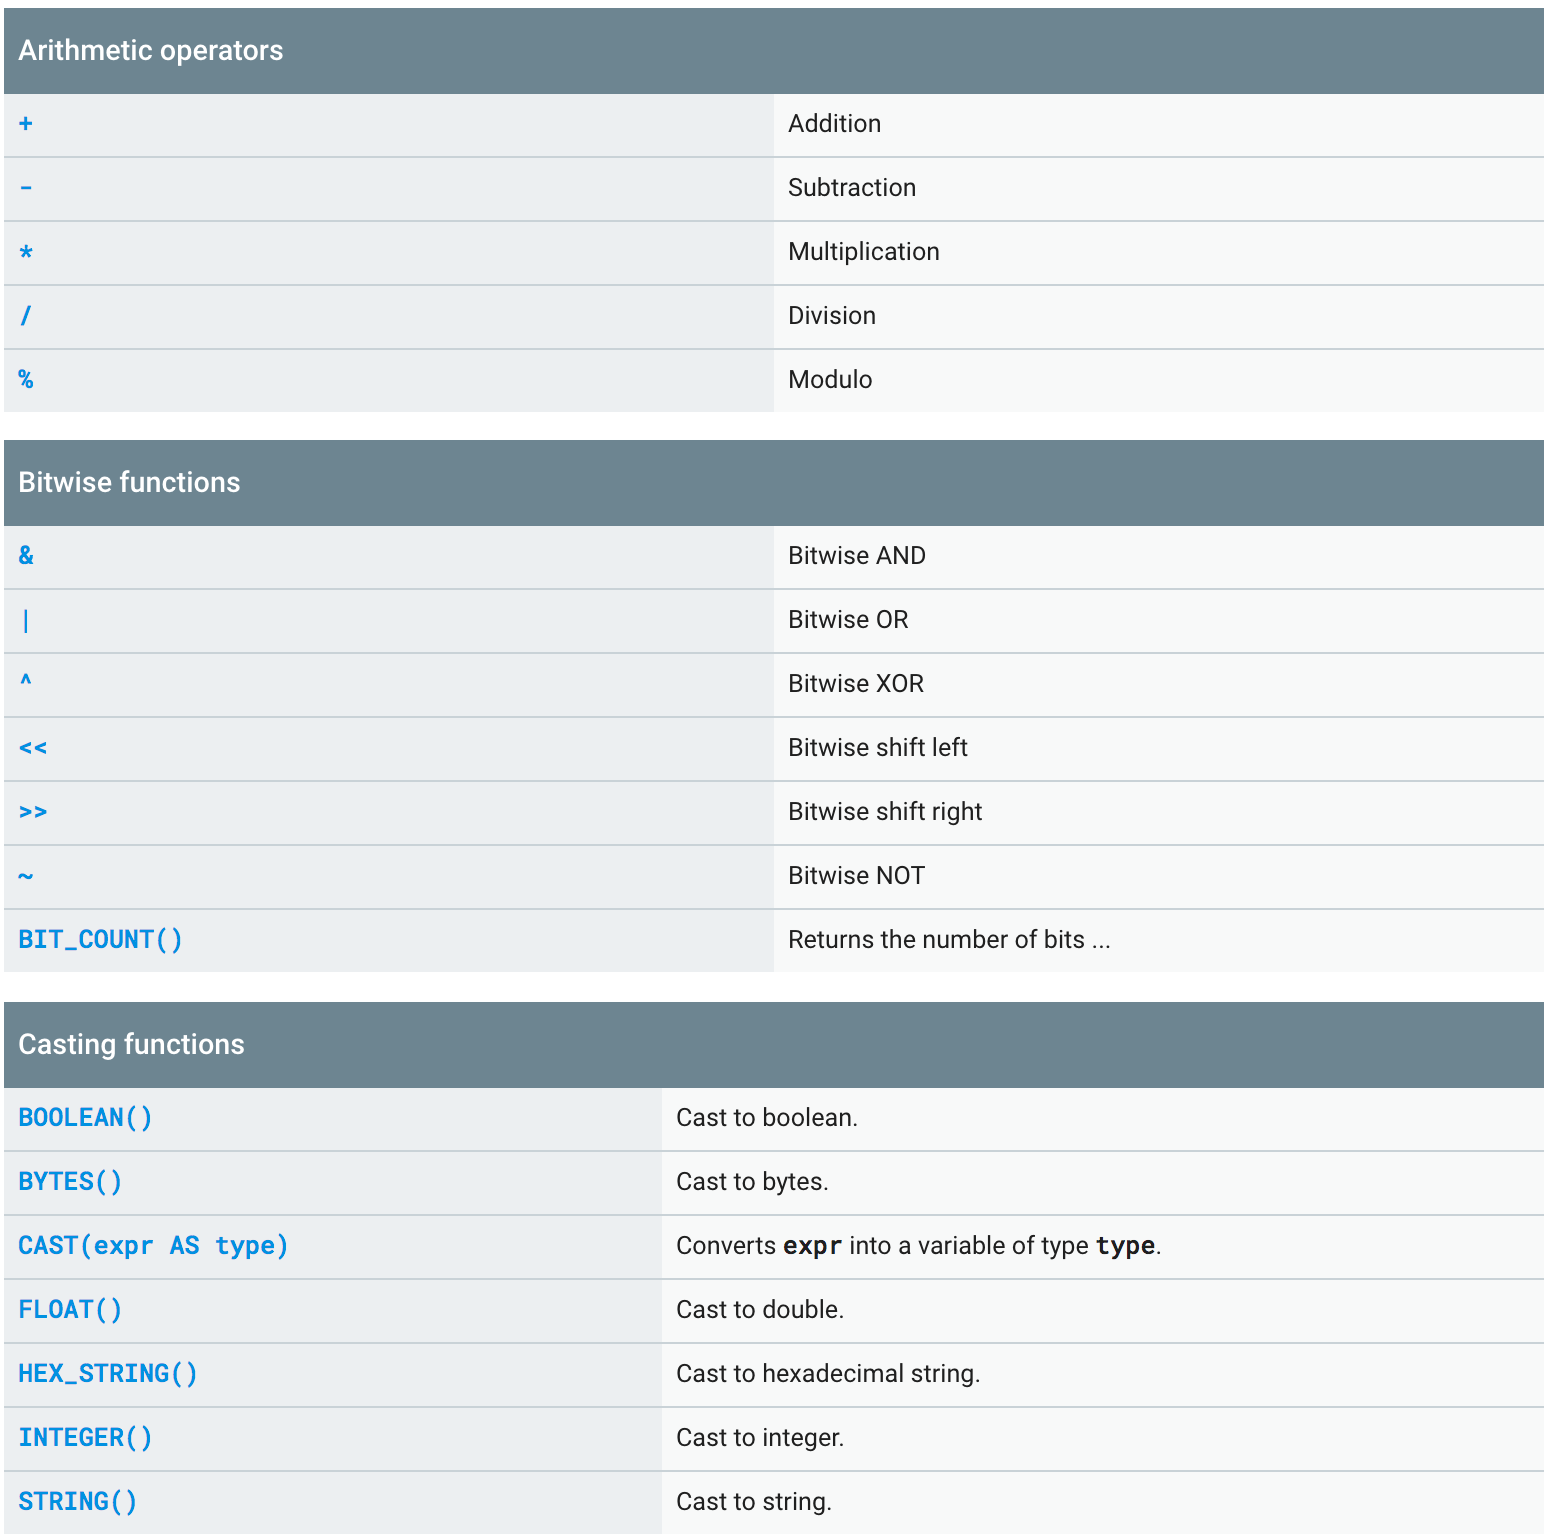 Arithmetic operators
+ Addition
- Subtraction
* Multiplication
/ Division
% Modulo
Bitwise functions
& Bitwise AND
| Bitwise OR
^ Bitwise XOR
<< Bitwise shift left
>> Bitwise shift right
~ Bitwise NOT
BIT_COUNT() Returns the number of bits ...
Casting functions
BOOLEAN() Cast to boolean.
BYTES() Cast to bytes.
CAST(expr AS type) Converts expr into a variable of type type.
FLOAT() Cast to double.
HEX_STRING() Cast to hexadecimal string.
INTEGER() Cast to integer.
STRING() Cast to string.